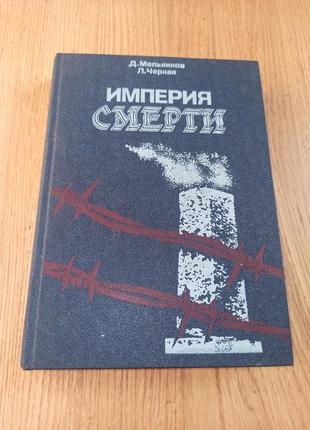 Д.Мельников
Л.Черная
ИМПЕРИЯ
СМЕРТИ